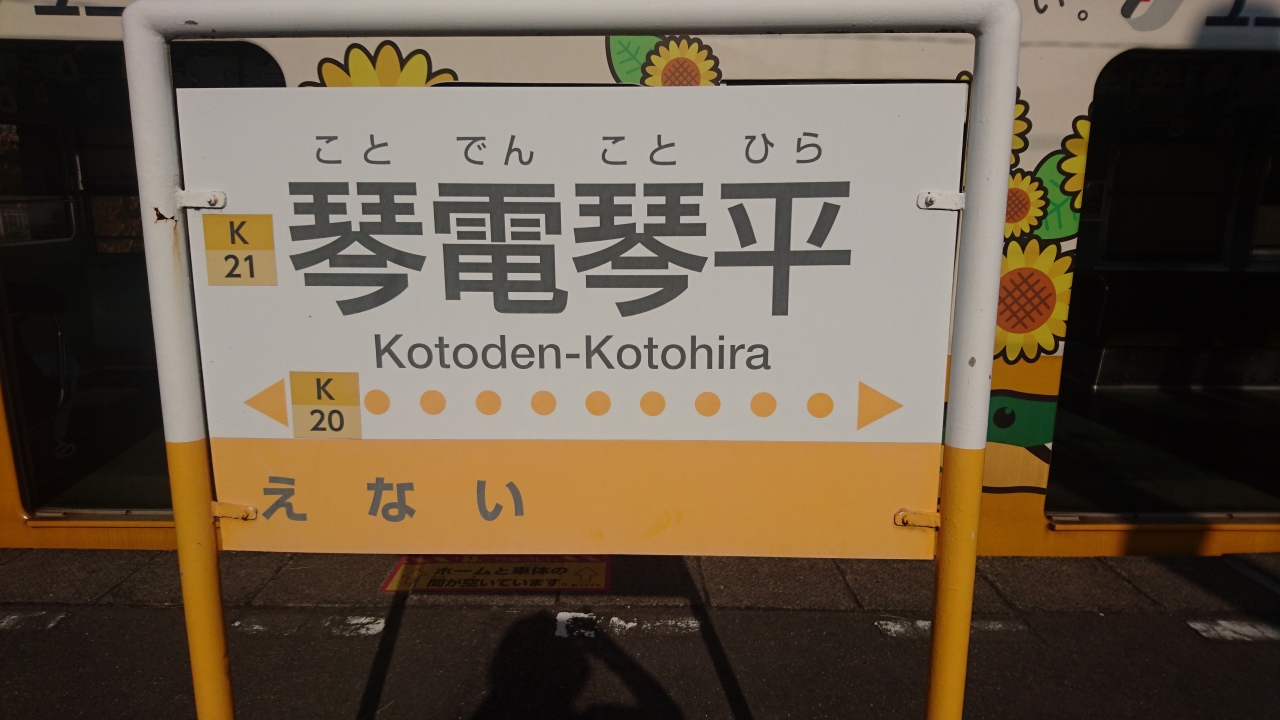 い。
こと でん こと ひら
琴電琴平
K
21
Kotoden-Kotohira
K
20
えない
ホームと車体の
間が空いています。